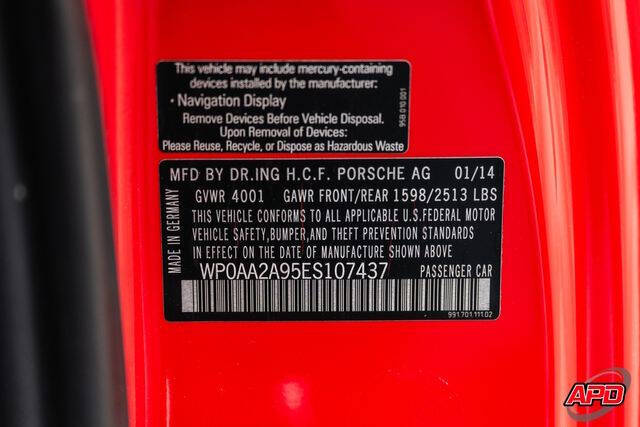 This vehicle may include mercury-containing
devices installed by the manufacturer:
· Navigation Display
Remove Devices Before Vehicle Disposal.
Upon Removal of Devices:
Please Reuse, Recycle, or Dispose as Hazardous Waste
95B.010.001
MADE IN GERMANY
MFD BY DR.ING H.C.F. PORSCHE AG 01/14
GVWR 4001 GAWR FRONT/REAR 1598/2513 LBS
THIS VEHICLE CONFORMS TO ALL APPLICABLE U.S.FEDERAL MOTOR
VEHICLE SAFETY,BUMPER,AND THEFT PREVENTION STANDARDS
IN EFFECT ON THE DATE OF MANUFACTURE SHOWN ABOVE.
WP0AA2A95ES107437 PASSENGER CAR
991.701.111.02
APD